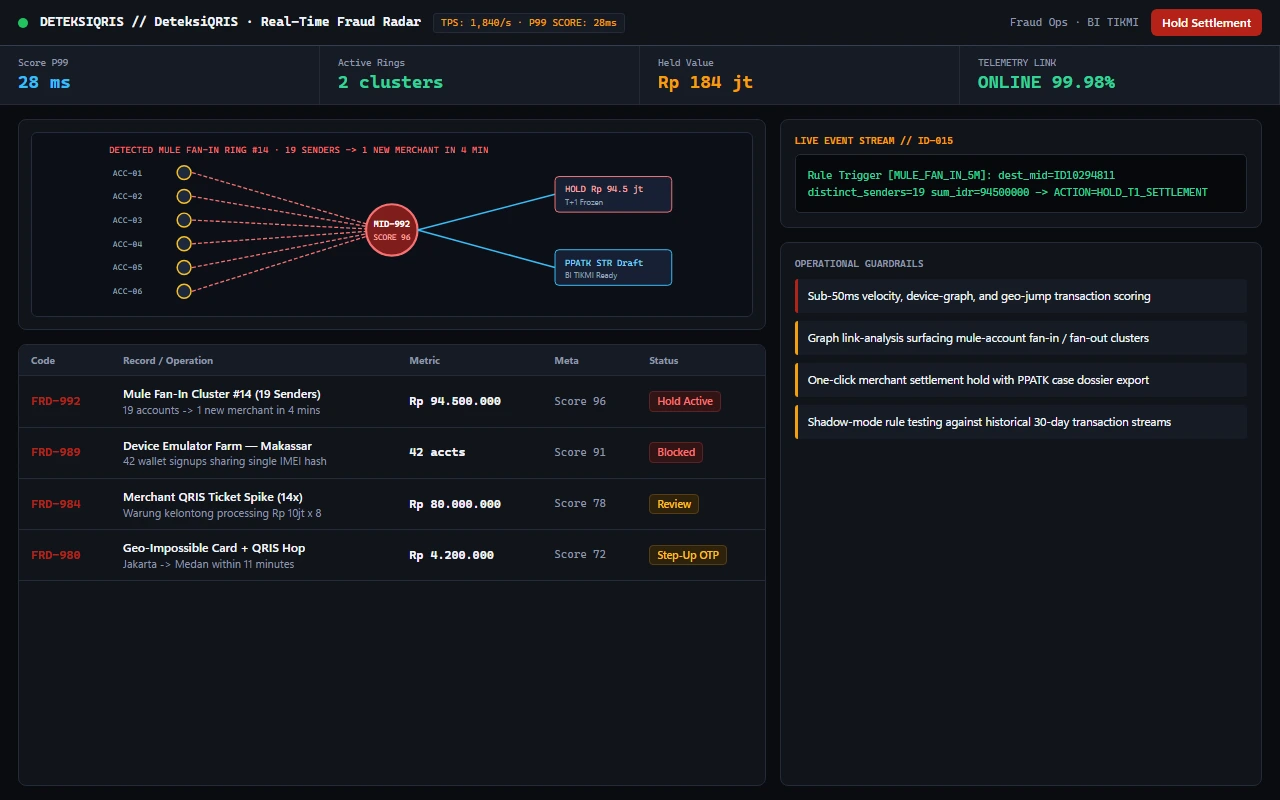 DETEKSIQRIS // DeteksiQRIS · Real-Time Fraud Radar
TPS: 1,840/s · P99 SCORE: 28ms
Fraud Ops · BI TIKMI
Hold Settlement
Score P99
28 ms
Active Rings
2 clusters
Held Value
Rp 184 jt
TELEMETRY LINK
ONLINE 99.98%
DETECTED MULE FAN-IN RING #14 · 19 SENDERS -> 1 NEW MERCHANT IN 4 MIN
ACC-01
ACC-02
ACC-03
ACC-04
ACC-05
ACC-06
MID-992
SCORE 96
HOLD Rp 94.5 jt
T+1 Frozen
PPATK STR Draft
BI TIKMI Ready
Code Record / Operation Metric Meta Status
FRD-992 Mule Fan-In Cluster #14 (19 Senders) Rp 94.500.000 Score 96 Hold Active
19 accounts -> 1 new merchant in 4 mins
FRD-989 Device Emulator Farm — Makassar 42 accts Score 91 Blocked
42 wallet signups sharing single IMEI hash
FRD-984 Merchant QRIS Ticket Spike (14x) Rp 80.000.000 Score 78 Review
Warung kelontong processing Rp 10jt x 8
FRD-980 Geo-Impossible Card + QRIS Hop Rp 4.200.000 Score 72 Step-Up OTP
Jakarta -> Medan within 11 minutes
LIVE EVENT STREAM // ID-015
Rule Trigger [MULE_FAN_IN_5M]: dest_mid=ID10294811
distinct_senders=19 sum_idr=94500000 -> ACTION=HOLD_T1_SETTLEMENT
OPERATIONAL GUARDRAILS
Sub-50ms velocity, device-graph, and geo-jump transaction scoring
Graph link-analysis surfacing mule-account fan-in / fan-out clusters
One-click merchant settlement hold with PPATK case dossier export
Shadow-mode rule testing against historical 30-day transaction streams